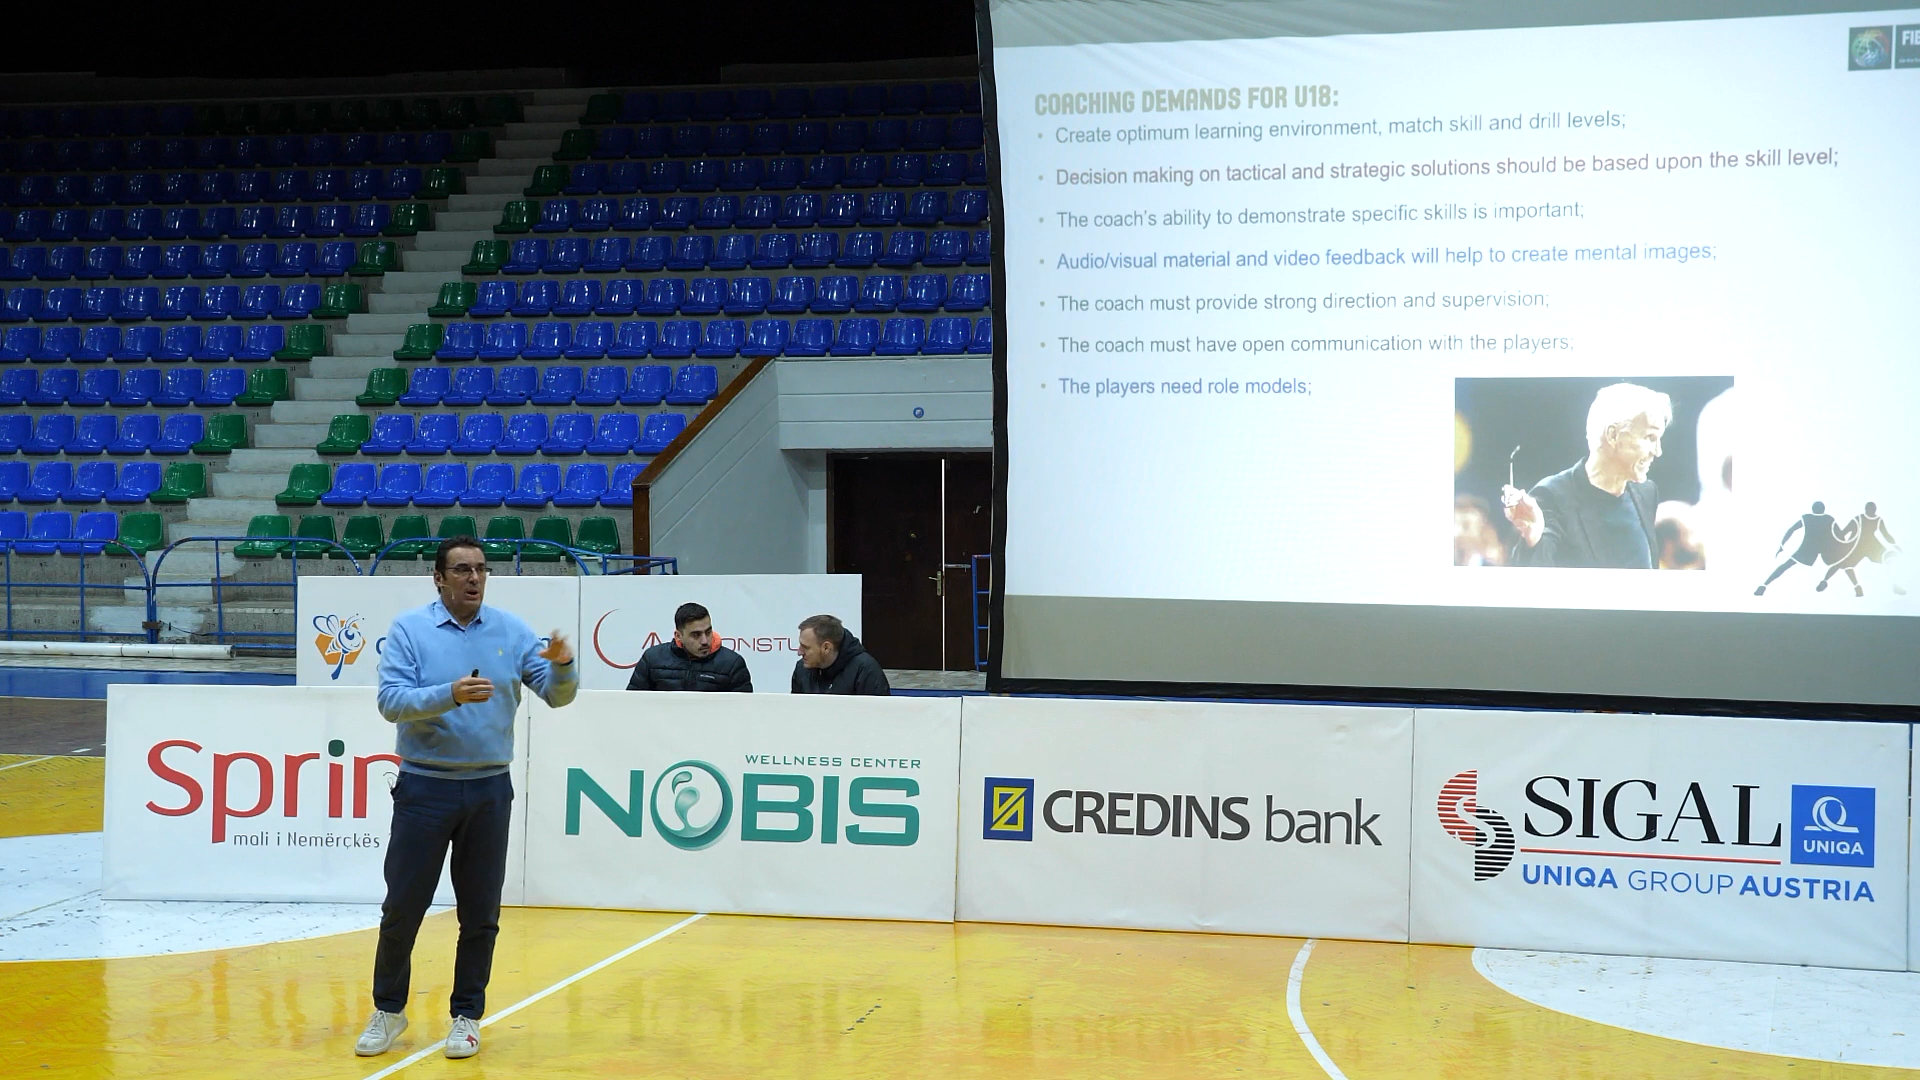 FIB
COACHING DEMANDS FOR U18:
• Create optimum learning environment, match skill and drill levels;
• Decision making on tactical and strategic solutions should be based upon the skill level;
• The coach's ability to demonstrate specific skills is important;
• Audio/visual material and video feedback will help to create mental images;
• The coach must provide strong direction and supervision;
• The coach must have open communication with the players;
• The players need role models;
Sprin
mali i Nemërçkës
WELLNESS CENTER
NOBIS
CREDINS bank
SIGAL
UNIQA
UNIQA GROUP AUSTRIA